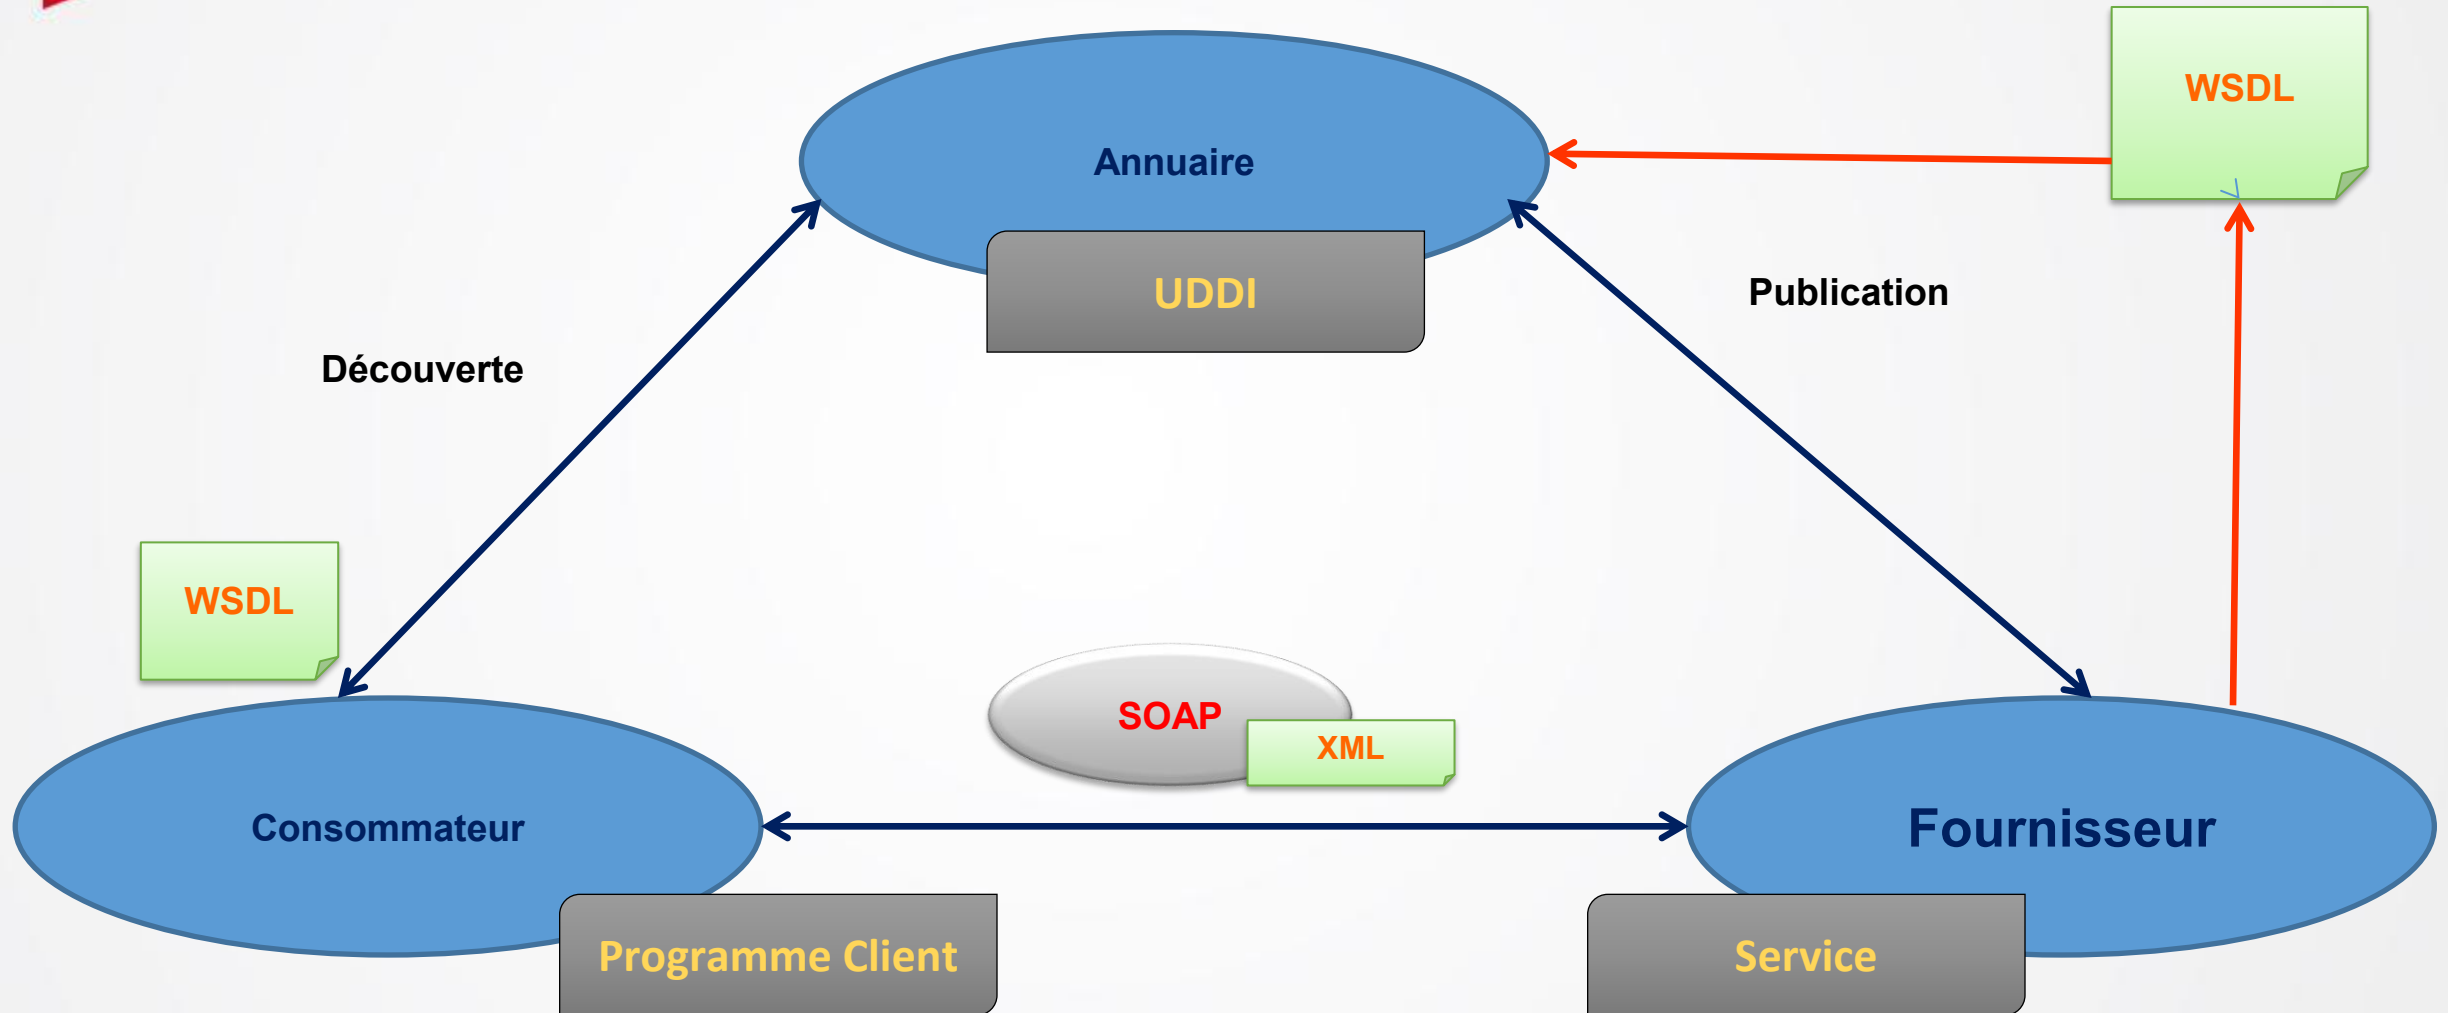 WSDL
Annuaire
UDDI
Publication
Découverte
WSDL
SOAP
XML
Consommateur
Fournisseur
Programme Client
Service